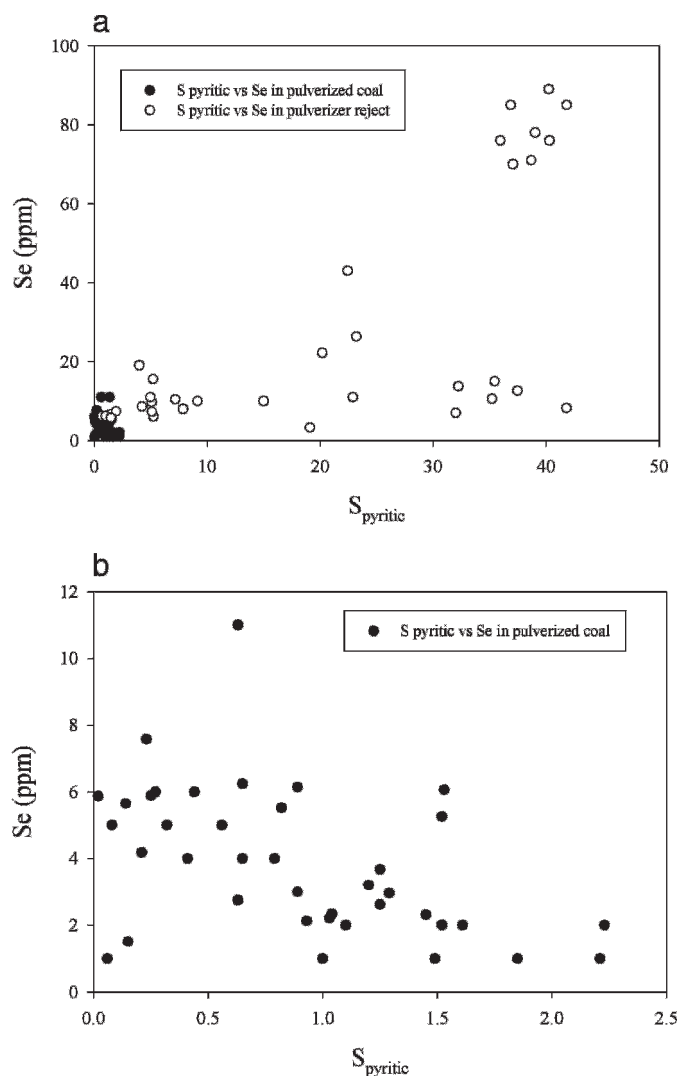 a
100
80
60
40
20
0
Se (ppm)
S pyritic vs Se in pulverized coal
S pyritic vs Se in pulverizer reject
0 10 20 30 40 50
Spyritic
b
12
10
8
6
4
2
0
Se (ppm)
S pyritic vs Se in pulverized coal
0.0 0.5 1.0 1.5 2.0 2.5
Spyritic